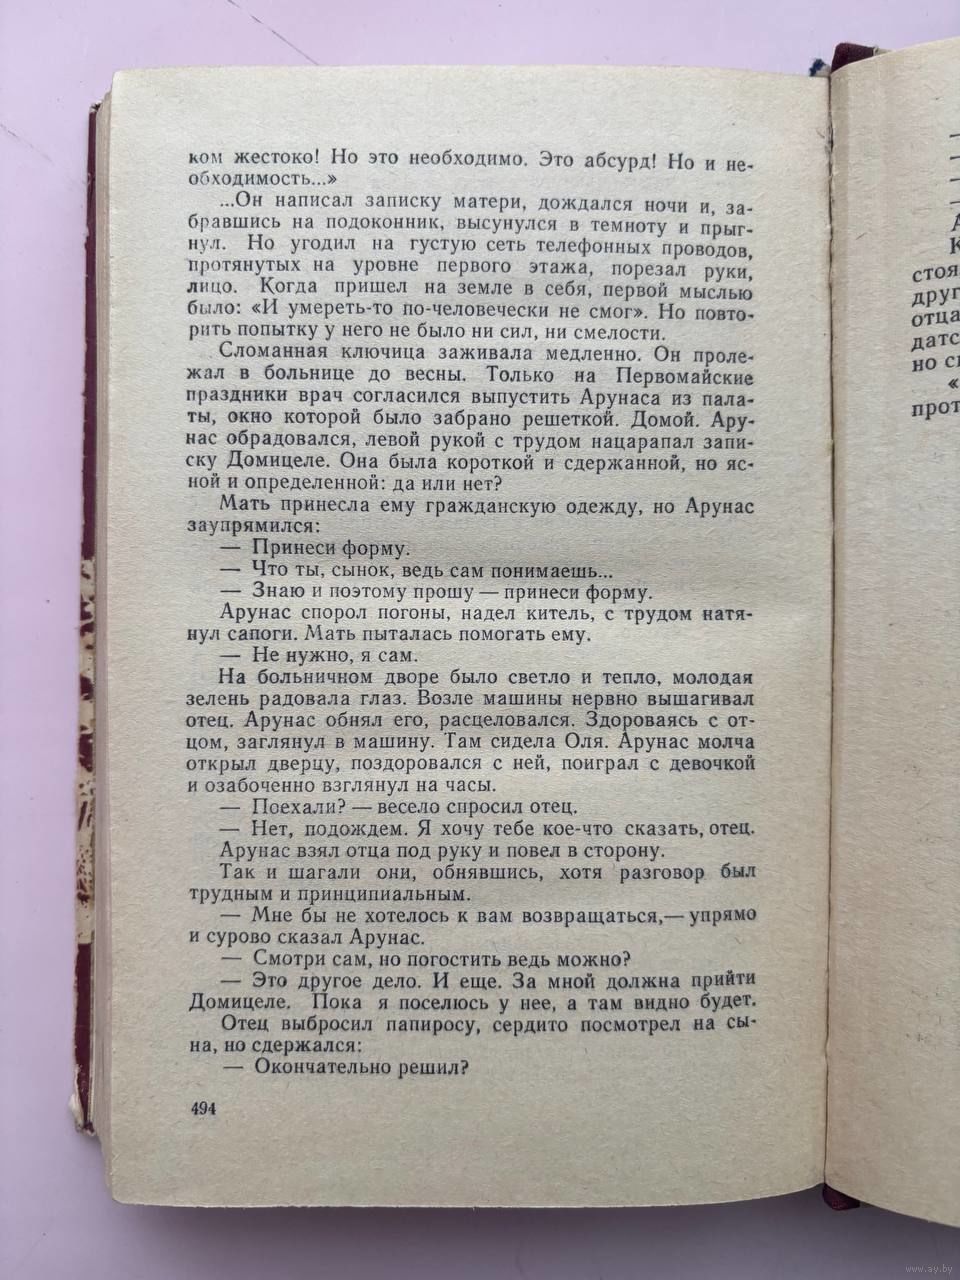 ком жестоко! Но это необходимо. Это абсурд! Но и не-
обходимость...»
...Он написал записку матери, дождался ночи и, за-
бравшись на подоконник, высунулся в темноту и прыг-
нул. Но угодил на густую сеть телефонных проводов,
протянутых на уровне первого этажа, порезал руки,
лицо. Когда пришел на земле в себя, первой мыслью
было: «И умереть-то по-человечески не смог». Но повто-
рить попытку у него не было ни сил, ни смелости.
Сломанная ключица заживала медленно. Он проле-
жал в больнице до весны. Только на Первомайские
праздники врач согласился выпустить Арунаса из пала-
ты, окно которой было забрано решеткой. Домой. Ару-
нас обрадовался, левой рукой с трудом нацарапал запи-
ску Домицеле. Она была короткой и сдержанной, но яс-
ной и определенной: да или нет?
Мать принесла ему гражданскую одежду, но Арунас
заупрямился:
— Принеси форму.
— Что ты, сынок, ведь сам понимаешь...
— Знаю и поэтому прошу — принеси форму.
Арунас спорол погоны, надел китель, с трудом натя-
нул сапоги. Мать пыталась помогать ему.
— Не нужно, я сам.
На больничном дворе было светло и тепло, молодая
зелень радовала глаз. Возле машины нервно вышагивал
отец. Арунас обнял его, расцеловался. Здороваясь с от-
цом, заглянул в машину. Там сидела Оля. Арунас молча
открыл дверцу, поздоровался с ней, поиграл с девочкой
и озабоченно взглянул на часы.
— Поехали? — весело спросил отец.
— Нет, подождем. Я хочу тебе кое-что сказать, отец.
Арунас взял отца под руку и повел в сторону.
Так и шагали они, обнявшись, хотя разговор был
трудным и принципиальным.
— Мне бы не хотелось к вам возвращаться,— упрямо
и сурово сказал Арунас.
— Смотри сам, но погостить ведь можно?
— Это другое дело. И еще. За мной должна прийти
Домицеле. Пока я поселюсь у нее, а там видно будет.
Отец выбросил папиросу, сердито посмотрел на сы-
на, но сдержался:
— Окончательно решил?
494
—
—
—
—
А
К
стоя
друг
отца
датс
но с
«
прот
www.ay.by